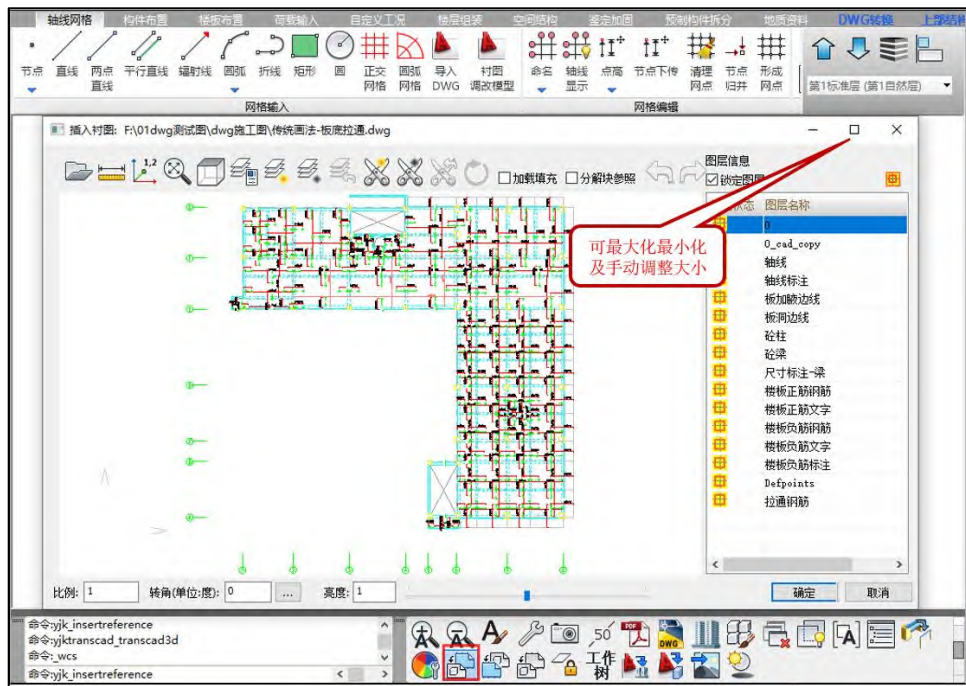 轴线网格 构件布置 楼板布置 荷载输入 自定义工况 楼层组装 空间结构 鉴定加固 预制构件拆分 地质资料 DWG转换 上部结构
节点 直线 两点直线 平行直线 辐射线 圆弧 折线 矩形 圆 正交网格 圆弧网格 导入DWG 衬图调改模型 命名 轴线显示 点高 节点下传 清理网点 节点归并 形成网点
第1标准层 (第1自然层)
网格输入 网格编辑
插入衬图: F:\01dwg测试图\dwg施工图\传统画法-板底拉通.dwg
1,2
加载填充 分解块参照
图层信息
锁定图层
状态 图层名称
可最大化最小化
及手动调整大小
0
0_cad_copy
轴线
轴线标注
板加腋边线
板洞边线
砼柱
砼梁
尺寸标注-梁
楼板正筋钢筋
楼板正筋文字
楼板负筋钢筋
楼板负筋文字
楼板负筋标注
Defpoints
拉通钢筋
比例: 1 转角(单位:度): 0 ... 亮度: 1 确定 取消
命令:yjk_insertreference
命令:yjktranscad_transcad3d
命令:_wcs
命令:yjk_insertreference
A A A 50 PDF DWG [A]
工作树